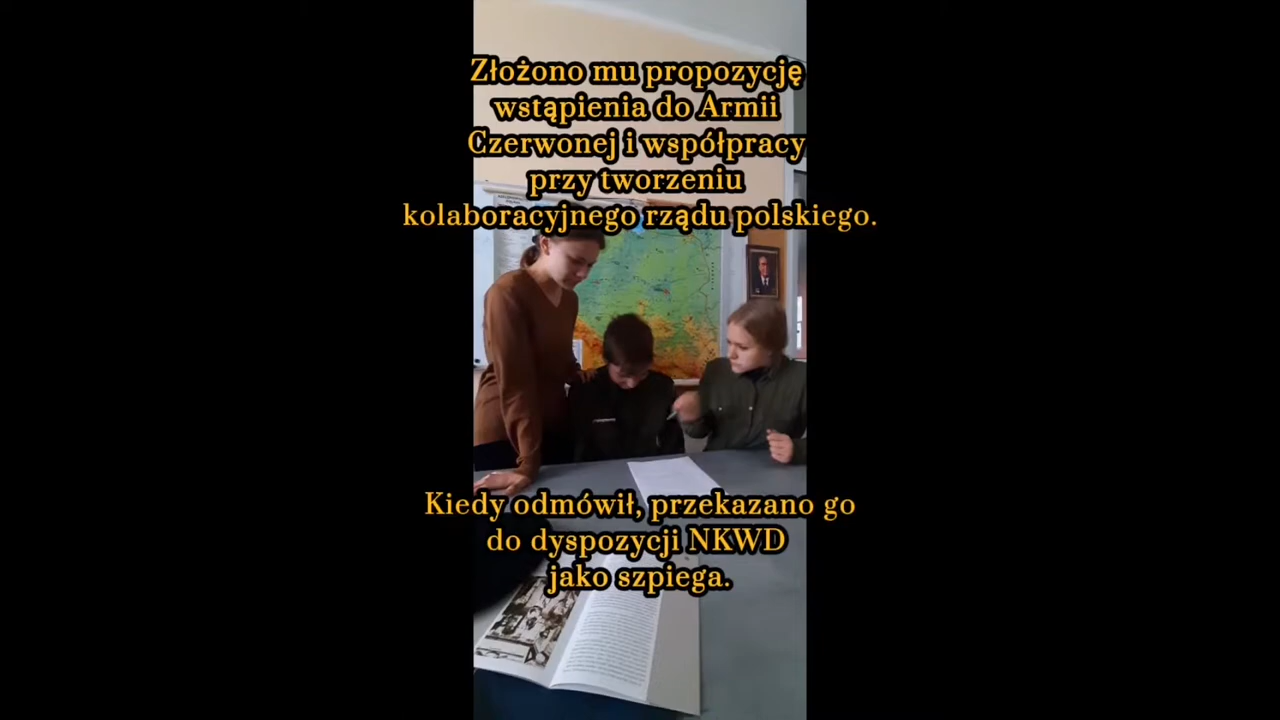 Złożono mu propozycję
wstąpienia do Armii
Czerwonej i współpracy
przy tworzeniu
kolaboracyjnego rządu polskiego.
Kiedy odmówił, przekazano go
do dyspozycji NKWD
jako szpiega.